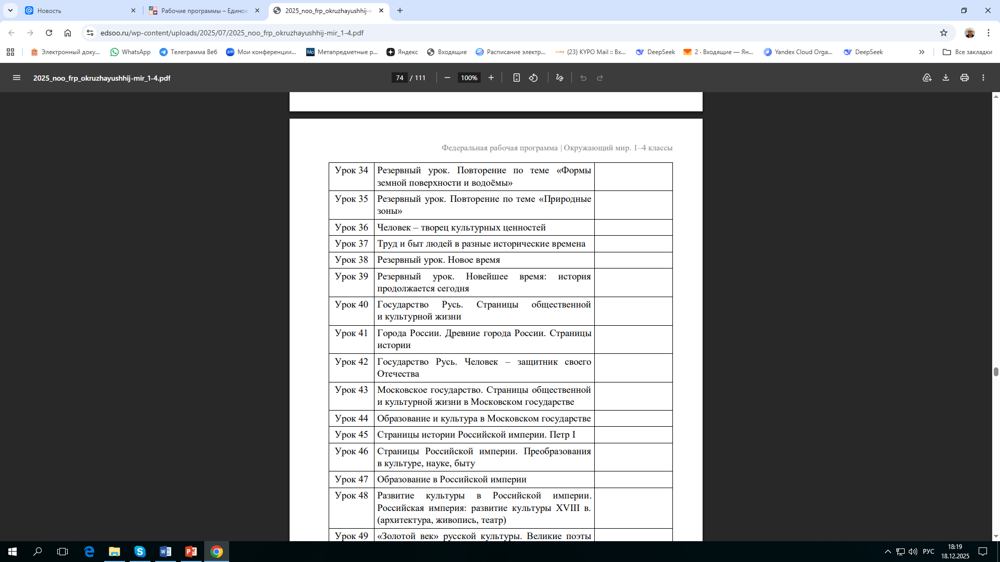 Новость
Рабочие программы – Единое
2025_noo_frp_okruzhayushhij-m
edsoo.ru/wp-content/uploads/2025/07/2025_noo_frp_okruzhayushhij-mir_1-4.pdf
Электронный доку...
WhatsApp
Телеграмма Веб
zm Мои конференции...
Mo Метапредметные р...
Яндекс
Входящие
Расписание электр...
КУРО (23) KYPO Mail :: Вх...
DeepSeek
2 · Входящие — Ян...
Yandex Cloud Orga...
DeepSeek
Все закладки
2025_noo_frp_okruzhayushhij-mir_1-4.pdf
74 / 111
100%
Федеральная рабочая программа | Окружающий мир. 1–4 классы
Урок 34 Резервный урок. Повторение по теме «Формы
земной поверхности и водоёмы»
Урок 35 Резервный урок. Повторение по теме «Природные
зоны»
Урок 36 Человек – творец культурных ценностей
Урок 37 Труд и быт людей в разные исторические времена
Урок 38 Резервный урок. Новое время
Урок 39 Резервный урок. Новейшее время: история
продолжается сегодня
Урок 40 Государство Русь. Страницы общественной
и культурной жизни
Урок 41 Города России. Древние города России. Страницы
истории
Урок 42 Государство Русь. Человек – защитник своего
Отечества
Урок 43 Московское государство. Страницы общественной
и культурной жизни в Московском государстве
Урок 44 Образование и культура в Московском государстве
Урок 45 Страницы истории Российской империи. Петр I
Урок 46 Страницы Российской империи. Преобразования
в культуре, науке, быту
Урок 47 Образование в Российской империи
Урок 48 Развитие культуры в Российской империи.
Российская империя: развитие культуры XVIII в.
(архитектура, живопись, театр)
Урок 49 «Золотой век» русской культуры. Великие поэты
РУС
18:19
18.12.2025